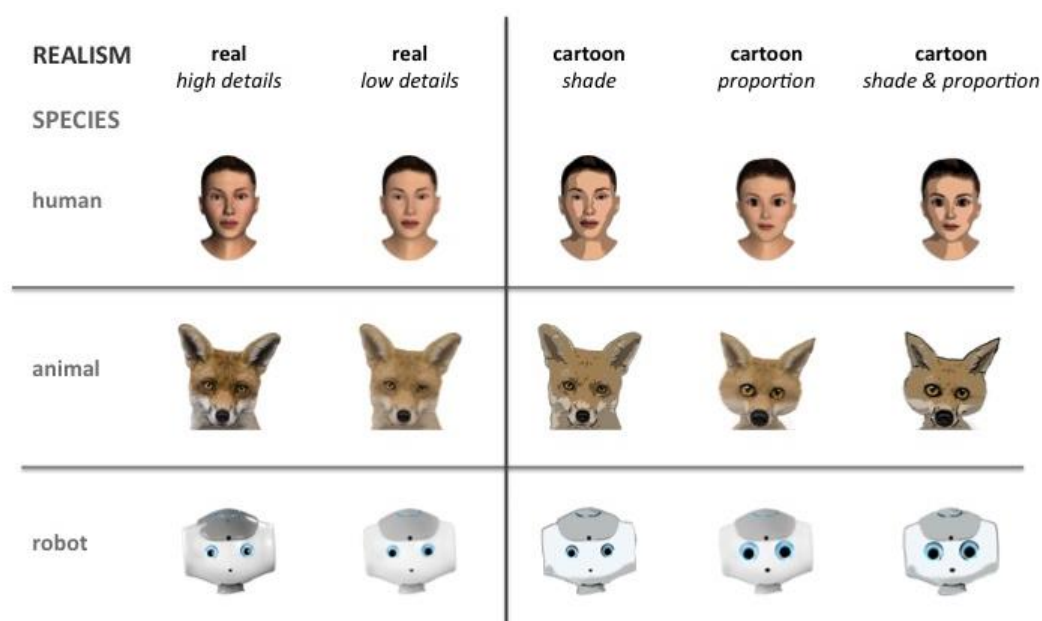 REALISM
real
high details
real
low details
cartoon
shade
cartoon
proportion
cartoon
shade & proportion
SPECIES
human
animal
robot